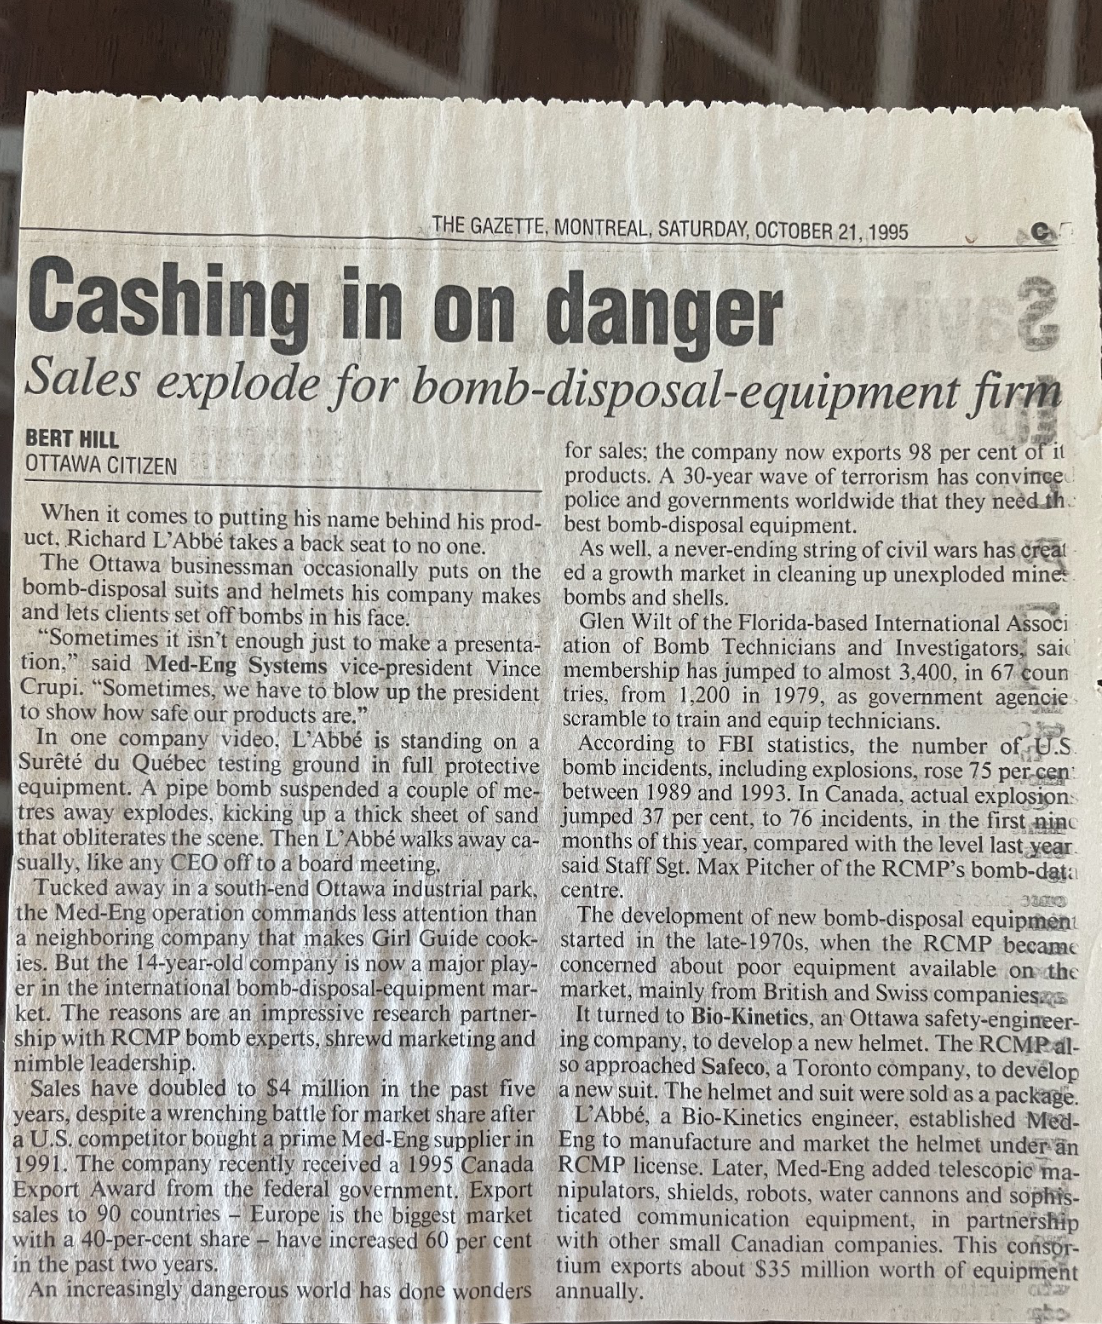 THE GAZETTE, MONTREAL, SATURDAY, OCTOBER 21, 1995
Cashing in on danger
Sales explode for bomb-disposal-equipment firm
BERT HILL
OTTAWA CITIZEN
When it comes to putting his name behind his prod-
uct, Richard L'Abbé takes a back seat to no one.
The Ottawa businessman occasionally puts on the
bomb-disposal suits and helmets his company makes
and lets clients set off bombs in his face.
“Sometimes it isn't enough just to make a presenta-
tion,” said Med-Eng Systems vice-president Vince
Crupi. “Sometimes, we have to blow up the president
to show how safe our products are.”
In one company video, L'Abbé is standing on a
Surêté du Québec testing ground in full protective
equipment. A pipe bomb suspended a couple of me-
tres away explodes, kicking up a thick sheet of sand
that obliterates the scene. Then L'Abbé walks away ca-
sually, like any CEO off to a board meeting.
Tucked away in a south-end Ottawa industrial park,
the Med-Eng operation commands less attention than
a neighboring company that makes Girl Guide cook-
ies. But the 14-year-old company is now a major play-
er in the international bomb-disposal-equipment mar-
ket. The reasons are an impressive research partner-
ship with RCMP bomb experts, shrewd marketing and
nimble leadership.
Sales have doubled to $4 million in the past five
years, despite a wrenching battle for market share after
a U.S. competitor bought a prime Med-Eng supplier in
1991. The company recently received a 1995 Canada
Export Award from the federal government. Export
sales to 90 countries – Europe is the biggest market
with a 40-per-cent share – have increased 60 per cent
in the past two years.
An increasingly dangerous world has done wonders
for sales; the company now exports 98 per cent of it
products. A 30-year wave of terrorism has convince
police and governments worldwide that they need th
best bomb-disposal equipment.
As well, a never-ending string of civil wars has creat
ed a growth market in cleaning up unexploded mines
bombs and shells.
Glen Wilt of the Florida-based International Associ
ation of Bomb Technicians and Investigators, said
membership has jumped to almost 3,400, in 67 coun
tries, from 1,200 in 1979, as government agencie
scramble to train and equip technicians.
According to FBI statistics, the number of U.S
bomb incidents, including explosions, rose 75 per cent
between 1989 and 1993. In Canada, actual explosion
jumped 37 per cent, to 76 incidents, in the first nine
months of this year, compared with the level last year
said Staff Sgt. Max Pitcher of the RCMP's bomb-data
centre.
The development of new bomb-disposal equipment
started in the late-1970s, when the RCMP became
concerned about poor equipment available on the
market, mainly from British and Swiss companies.
It turned to Bio-Kinetics, an Ottawa safety-engineer-
ing company, to develop a new helmet. The RCMP al-
so approached Safeco, a Toronto company, to develop
a new suit. The helmet and suit were sold as a package.
L'Abbé, a Bio-Kinetics engineer, established Med-
Eng to manufacture and market the helmet under an
RCMP license. Later, Med-Eng added telescopic ma-
nipulators, shields, robots, water cannons and sophis-
ticated communication equipment, in partnership
with other small Canadian companies. This consor-
tium exports about $35 million worth of equipment
annually.